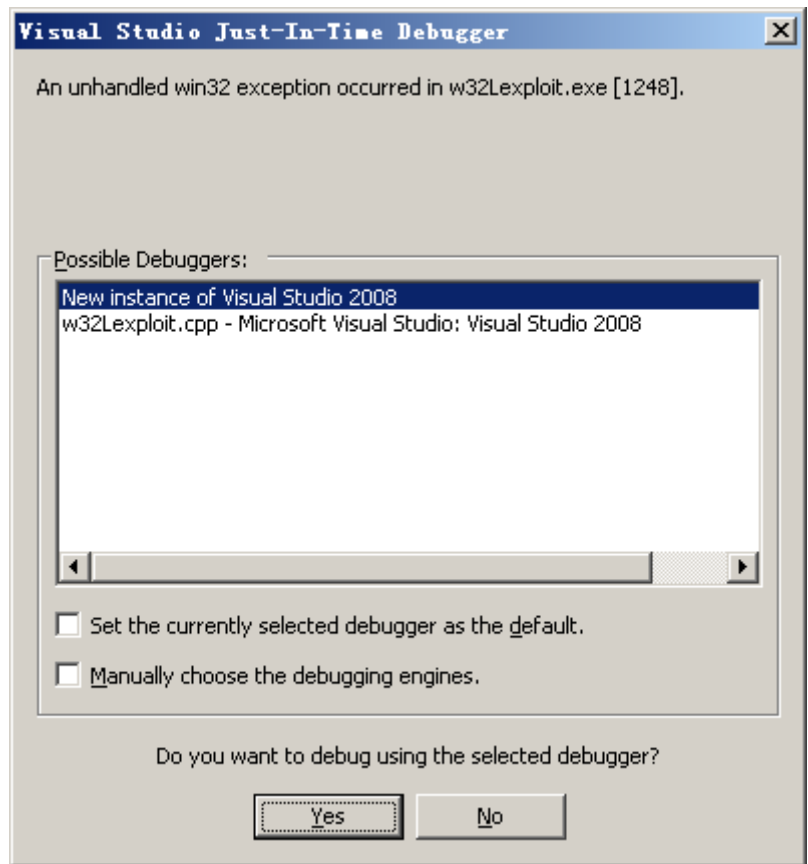 Visual Studio Just-In-Time Debugger
An unhandled win32 exception occurred in w32Lexploit.exe [1248].
Possible Debuggers:
New instance of Visual Studio 2008
w32Lexploit.cpp - Microsoft Visual Studio: Visual Studio 2008
Set the currently selected debugger as the default.
Manually choose the debugging engines.
Do you want to debug using the selected debugger?
Yes
No